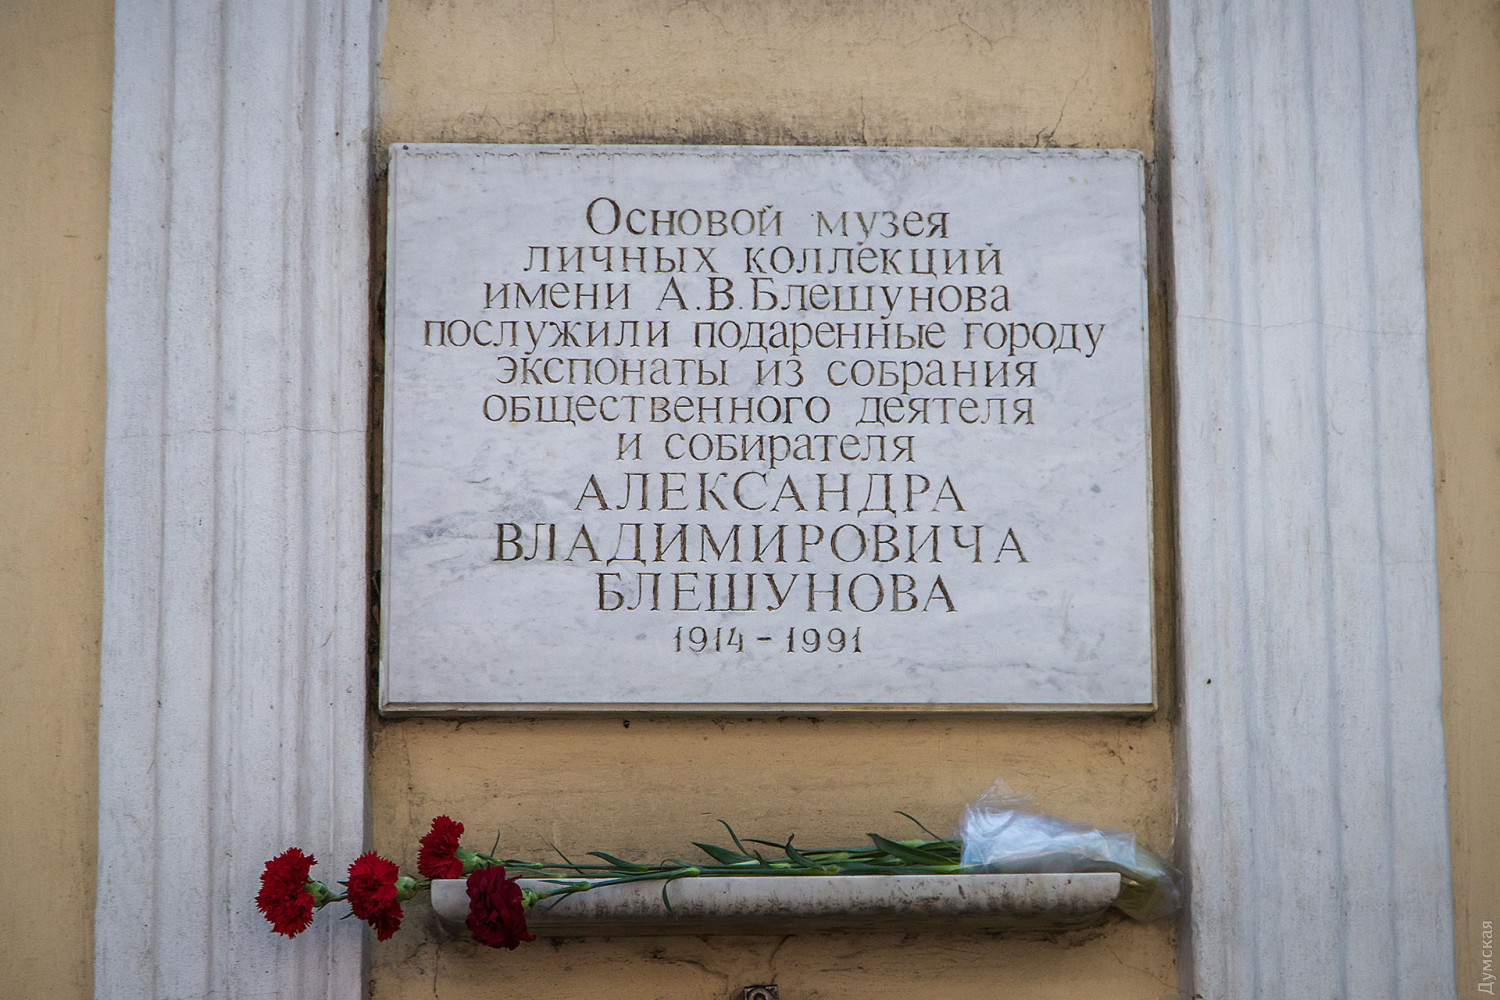 Основой музея
личных коллекций
имени А.В.Блешунова
послужили подаренные городу
экспонаты из собрания
общественного деятеля
и собирателя
АЛЕКСАНДРА
ВЛАДИМИРОВИЧА
БЛЕШУНОВА
1914 - 1991
Думская